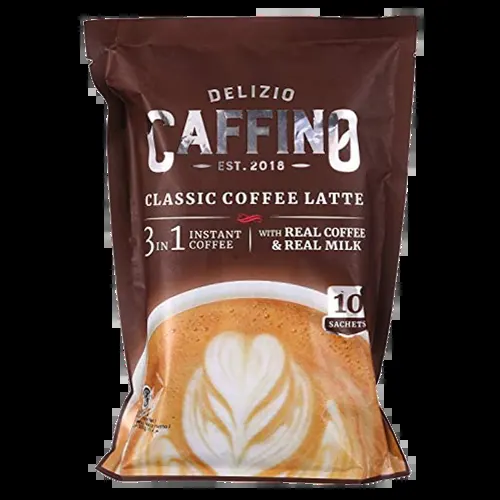 DELIZIO
CAFFINO
EST. 2018
CLASSIC COFFEE LATTE
3 IN 1 INSTANT COFFEE
WITH REAL COFFEE & REAL MILK
10
SACHETS